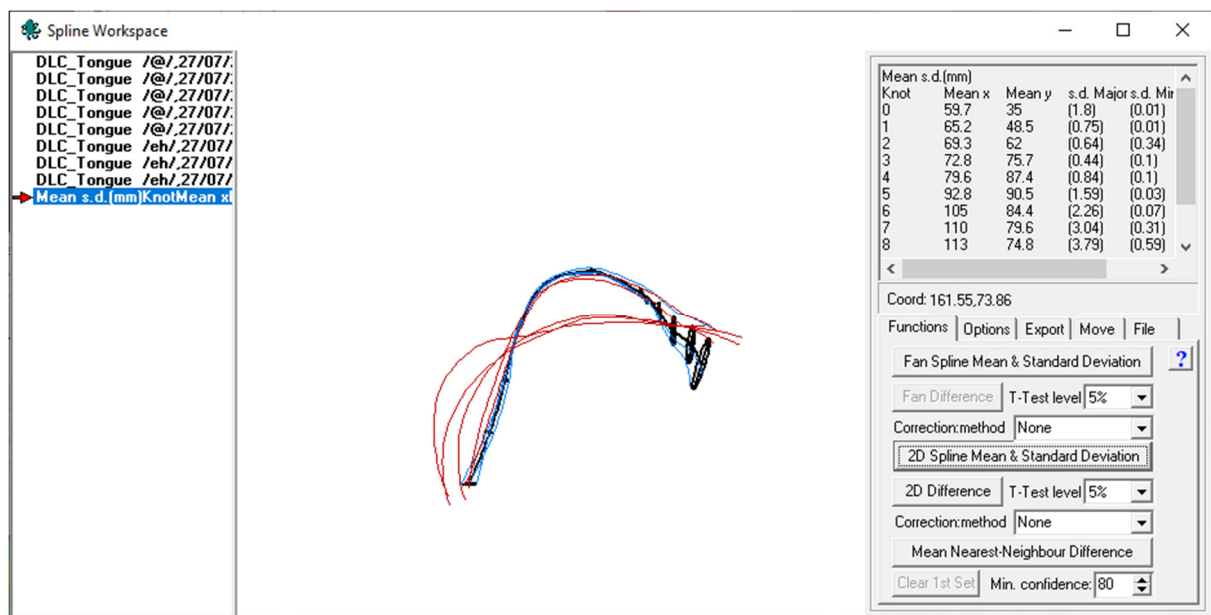 Spline Workspace
DLC_Tongue /@/,27/07/
DLC_Tongue /@/,27/07/
DLC_Tongue /@/,27/07/
DLC_Tongue /@/,27/07/
DLC_Tongue /@/,27/07/
DLC_Tongue /eh/,27/07/
DLC_Tongue /eh/,27/07/
DLC_Tongue /eh/,27/07/
Mean s.d.(mm)KnotMean x
Mean s.d.(mm)
Knot Mean x Mean y s.d. Major s.d. Min
0 59.7 35 (1.8) (0.01)
1 65.2 48.5 (0.75) (0.01)
2 69.3 62 (0.64) (0.34)
3 72.8 75.7 (0.44) (0.1)
4 79.6 87.4 (0.84) (0.1)
5 92.8 90.5 (1.59) (0.03)
6 105 84.4 (2.26) (0.07)
7 110 79.6 (3.04) (0.31)
8 113 74.8 (3.79) (0.59)
Coord: 161.55,73.86
Functions Options Export Move File
Fan Spline Mean & Standard Deviation ?
Fan Difference T-Test level 5%
Correction:method None
2D Spline Mean & Standard Deviation
2D Difference T-Test level 5%
Correction:method None
Mean Nearest-Neighbour Difference
Clear 1st Set Min. confidence: 80